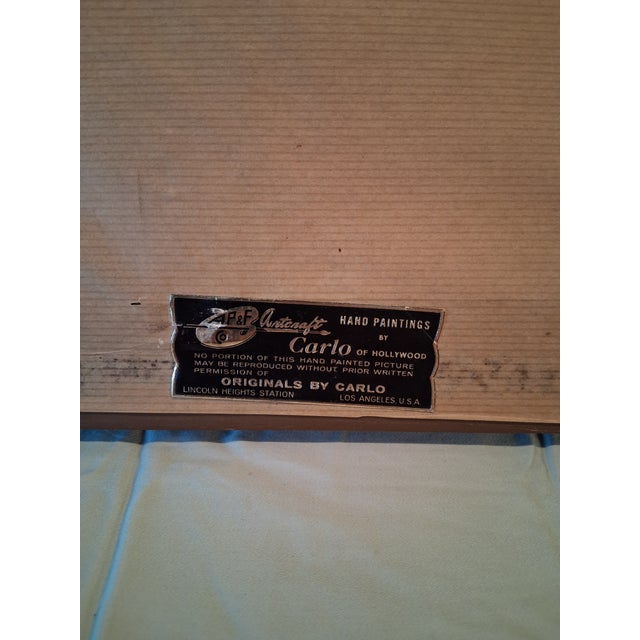 P&F Artcraft HAND PAINTINGS
BY
Carlo OF HOLLYWOOD
NO PORTION OF THIS HAND PAINTED PICTURE
MAY BE REPRODUCED WITHOUT PRIOR WRITTEN
PERMISSION OF
ORIGINALS BY CARLO
LINCOLN HEIGHTS STATION LOS ANGELES, U.S.A.